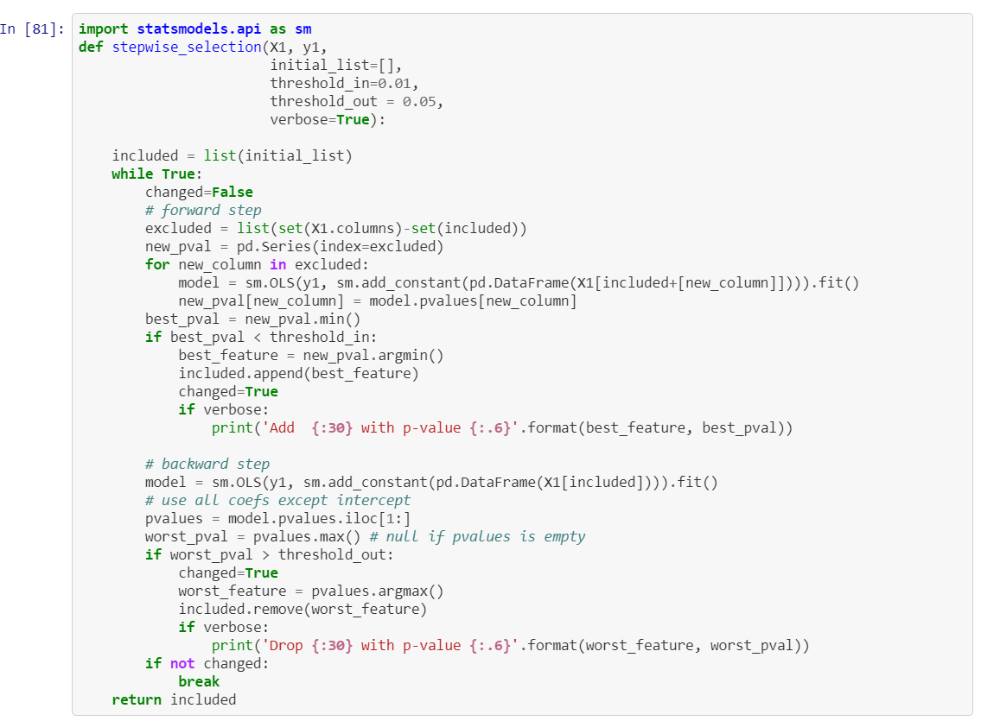 In [81]: import statsmodels.api as sm
def stepwise_selection(X1, y1,
                       initial_list=[],
                       threshold_in=0.01,
                       threshold_out = 0.05,
                       verbose=True):

    included = list(initial_list)
    while True:
        changed=False
        # forward step
        excluded = list(set(X1.columns)-set(included))
        new_pval = pd.Series(index=excluded)
        for new_column in excluded:
            model = sm.OLS(y1, sm.add_constant(pd.DataFrame(X1[included+[new_column]]))).fit()
            new_pval[new_column] = model.pvalues[new_column]
        best_pval = new_pval.min()
        if best_pval < threshold_in:
            best_feature = new_pval.argmin()
            included.append(best_feature)
            changed=True
            if verbose:
                print('Add  {:30} with p-value {:.6}'.format(best_feature, best_pval))

        # backward step
        model = sm.OLS(y1, sm.add_constant(pd.DataFrame(X1[included]))).fit()
        # use all coefs except intercept
        pvalues = model.pvalues.iloc[1:]
        worst_pval = pvalues.max() # null if pvalues is empty
        if worst_pval > threshold_out:
            changed=True
            worst_feature = pvalues.argmax()
            included.remove(worst_feature)
            if verbose:
                print('Drop {:30} with p-value {:.6}'.format(worst_feature, worst_pval))
        if not changed:
            break
    return included